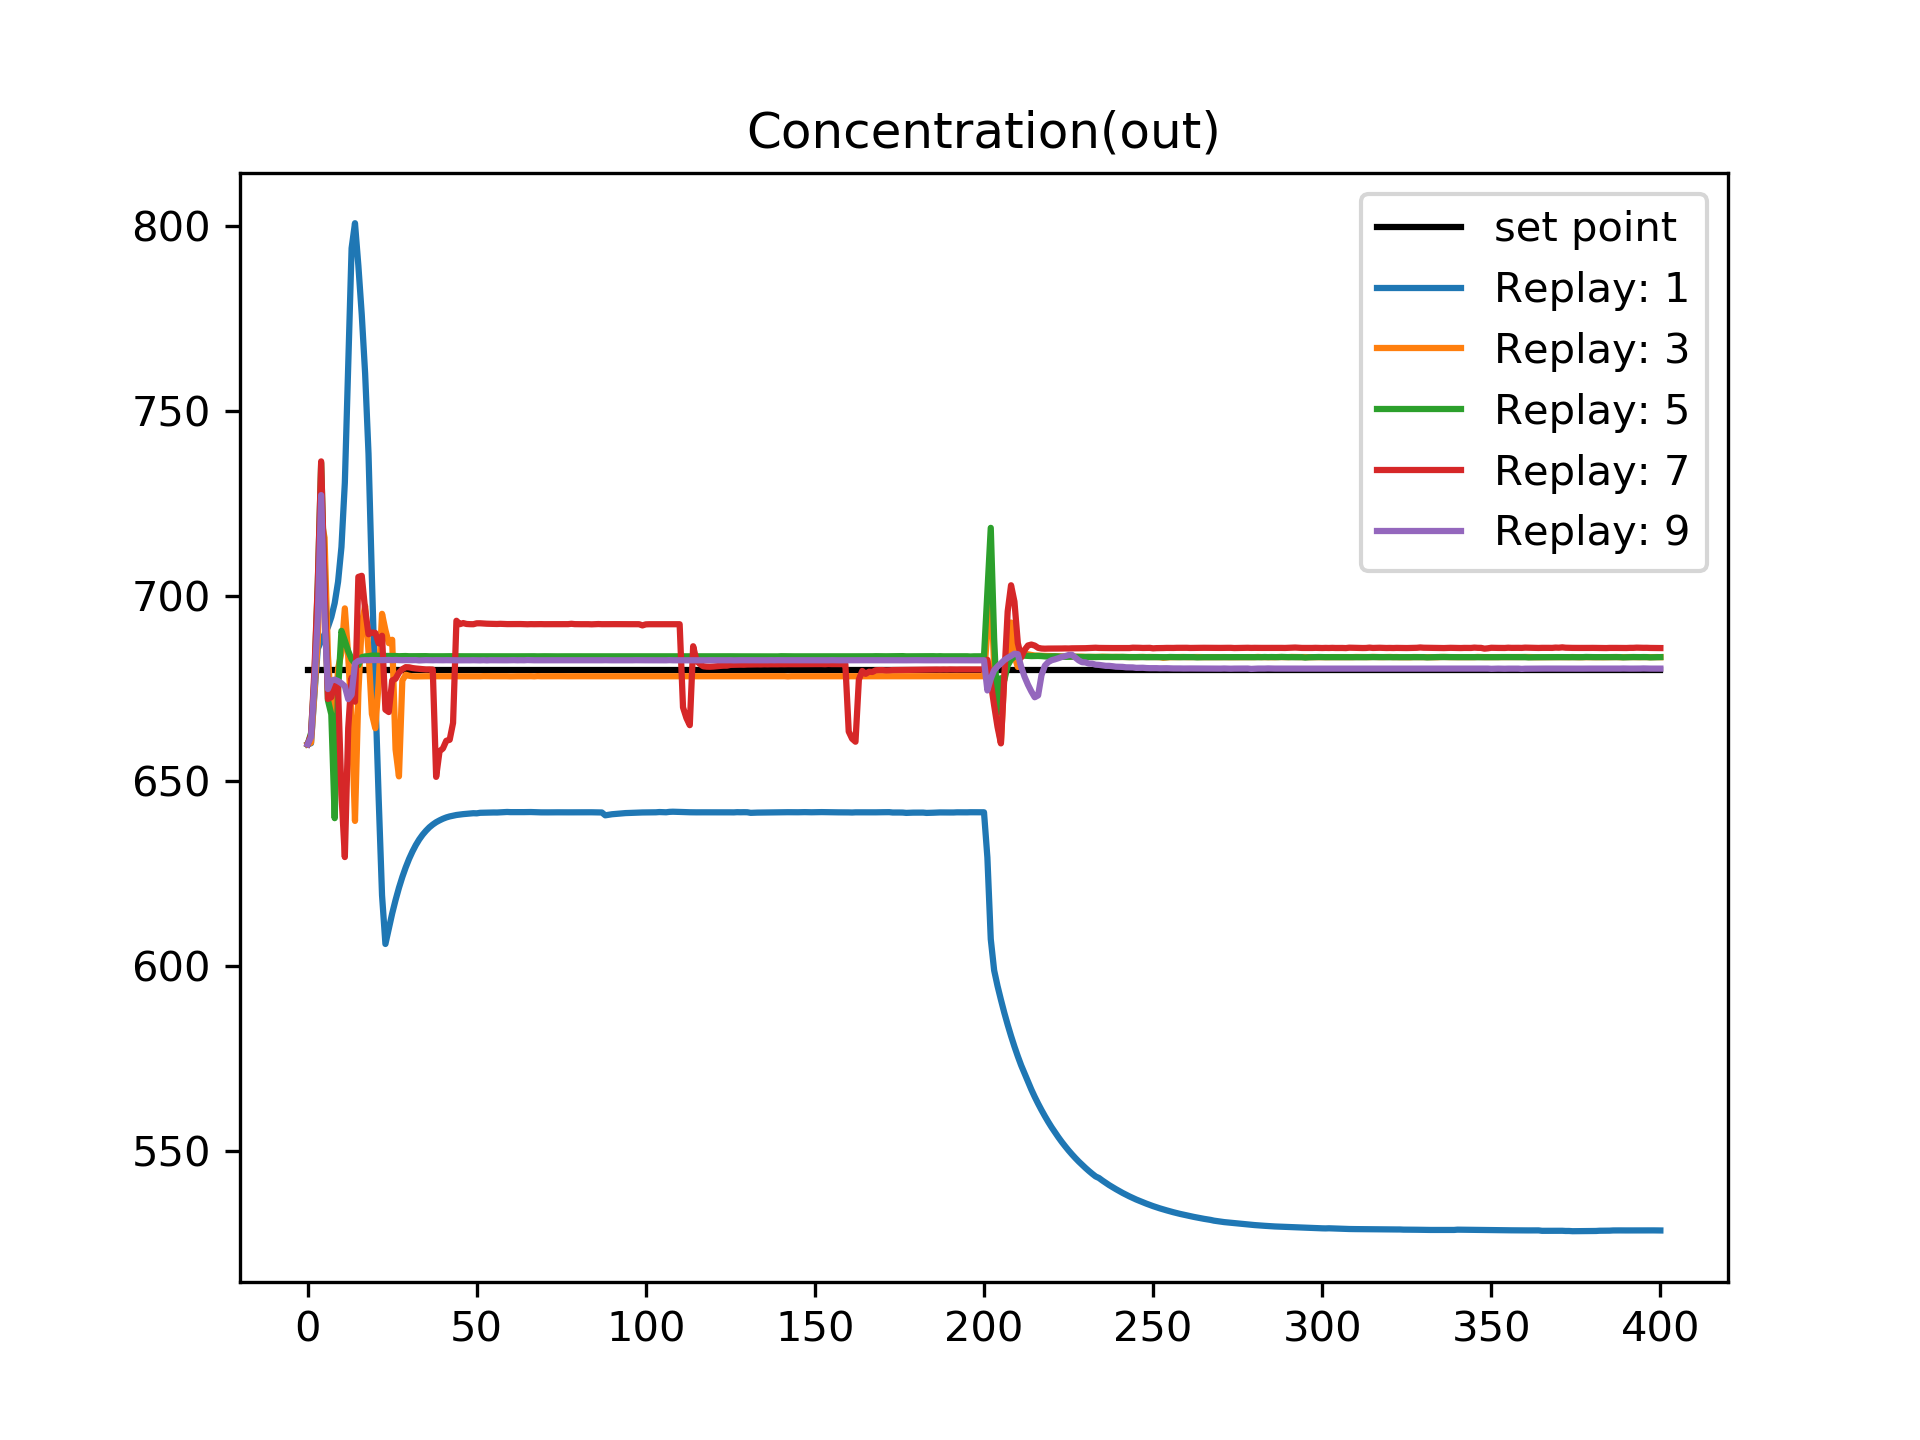 Concentration(out)
800
750
700
650
600
550
0 50 100 150 200 250 300 350 400
set point
Replay: 1
Replay: 3
Replay: 5
Replay: 7
Replay: 9